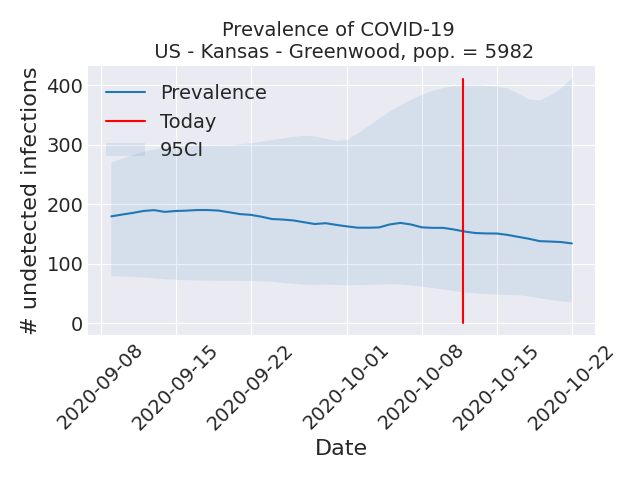 Prevalence of COVID-19
US - Kansas - Greenwood, pop. = 5982
# undetected infections
400
300
200
100
0
Prevalence
Today
95CI
2020-09-08
2020-09-15
2020-09-22
2020-10-01
2020-10-08
2020-10-15
2020-10-22
Date